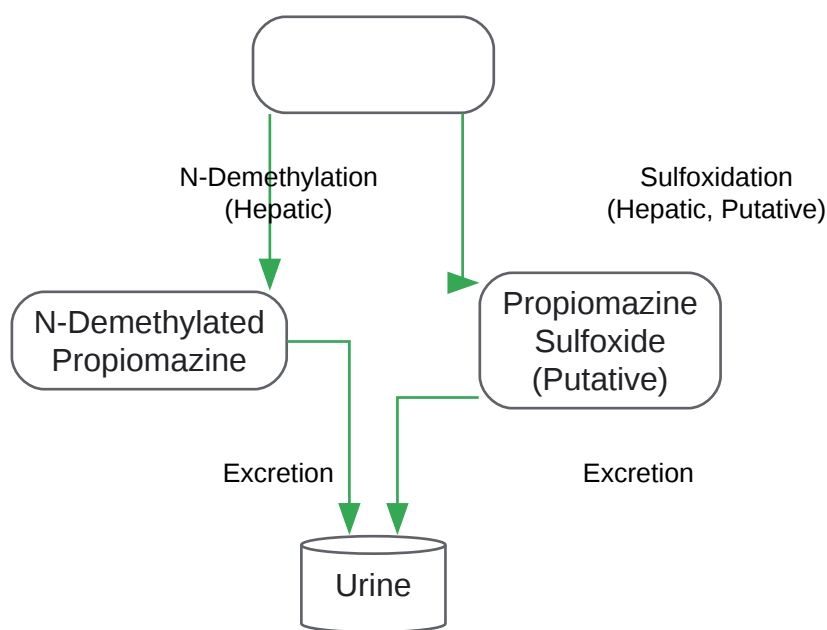 N-Demethylation
(Hepatic)
Sulfoxidation
(Hepatic, Putative)
N-Demethylated
Propiomazine
Propiomazine
Sulfoxide
(Putative)
Excretion
Excretion
Urine